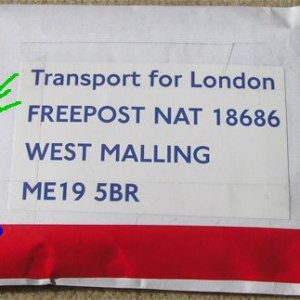 Transport for London
FREEPOST NAT 18686
WEST MALLING
ME19 5BR